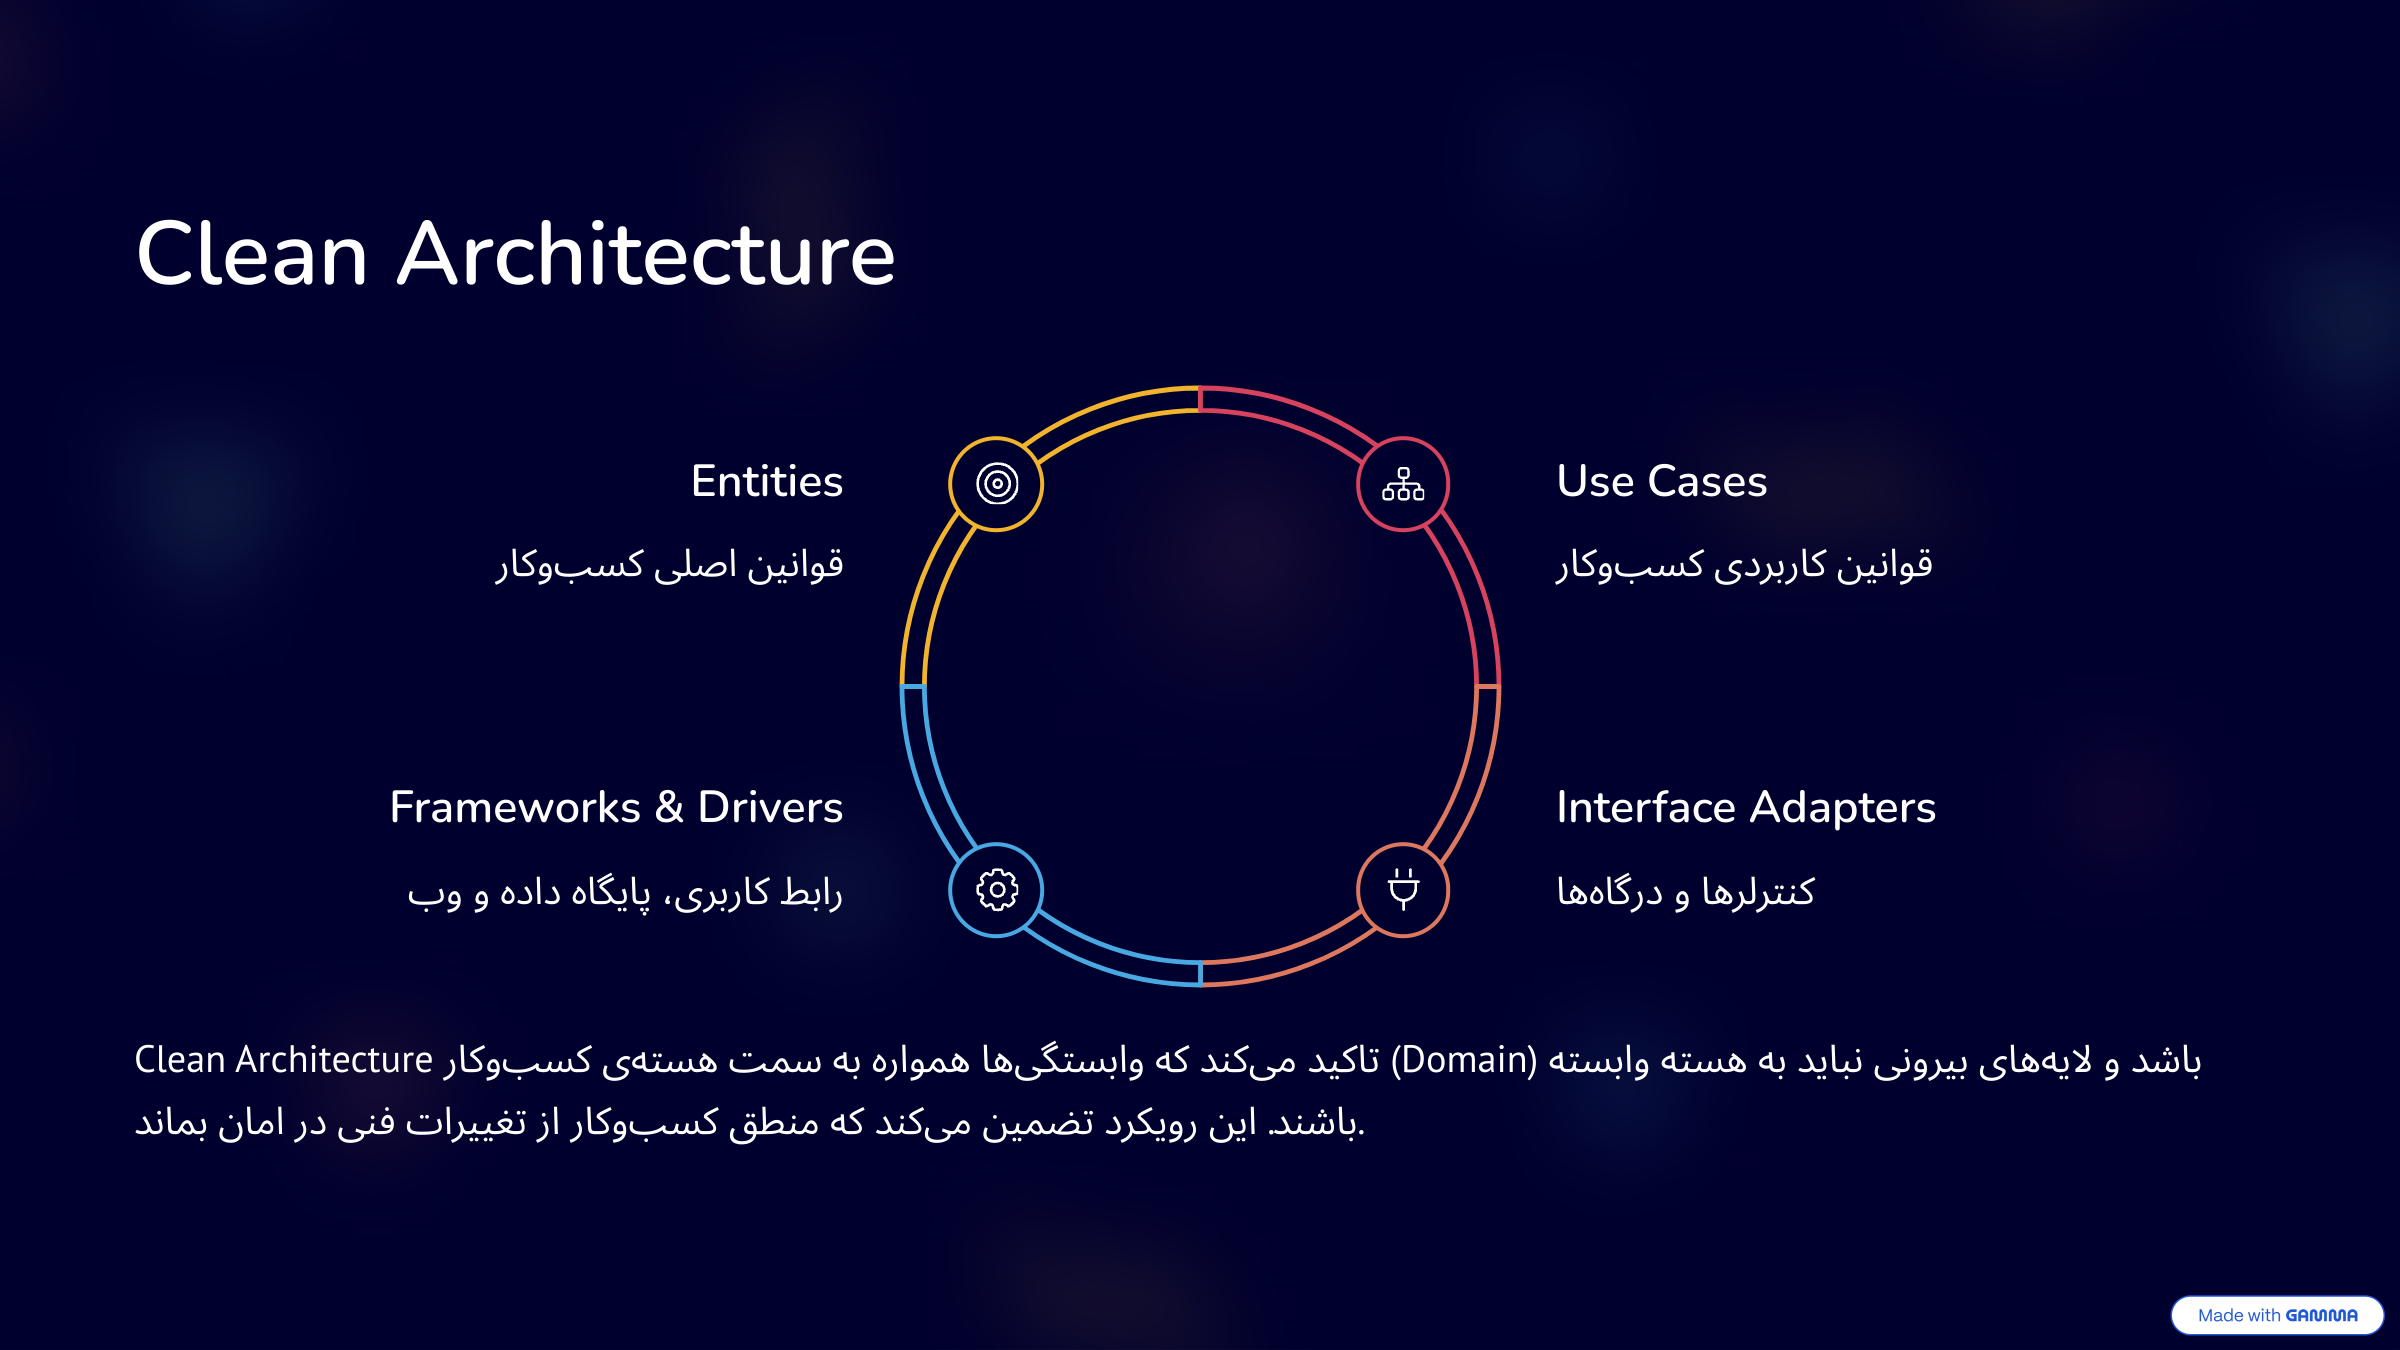 Clean Architecture
Entities
قوانین اصلی کسب‌وکار
Use Cases
قوانین کاربردی کسب‌وکار
Frameworks & Drivers
رابط کاربری، پایگاه داده و وب
Interface Adapters
کنترلرها و درگاه‌ها
Clean Architecture تاکید می‌کند که وابستگی‌ها همواره به سمت هسته‌ی کسب‌وکار (Domain) باشد و لایه‌های بیرونی نباید به هسته وابسته
باشند. این رویکرد تضمین می‌کند که منطق کسب‌وکار از تغییرات فنی در امان بماند.
Made with GAMMA